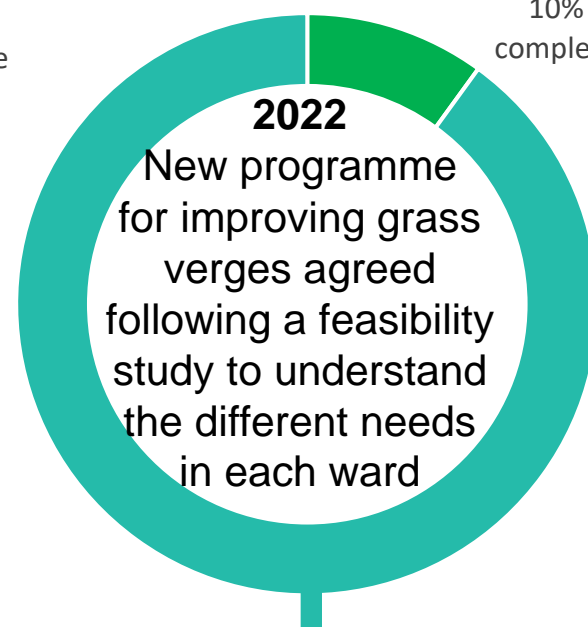 10%
2022
New programme
for improving grass
verges agreed
following a feasibility
study to understand
the different needs
in each ward